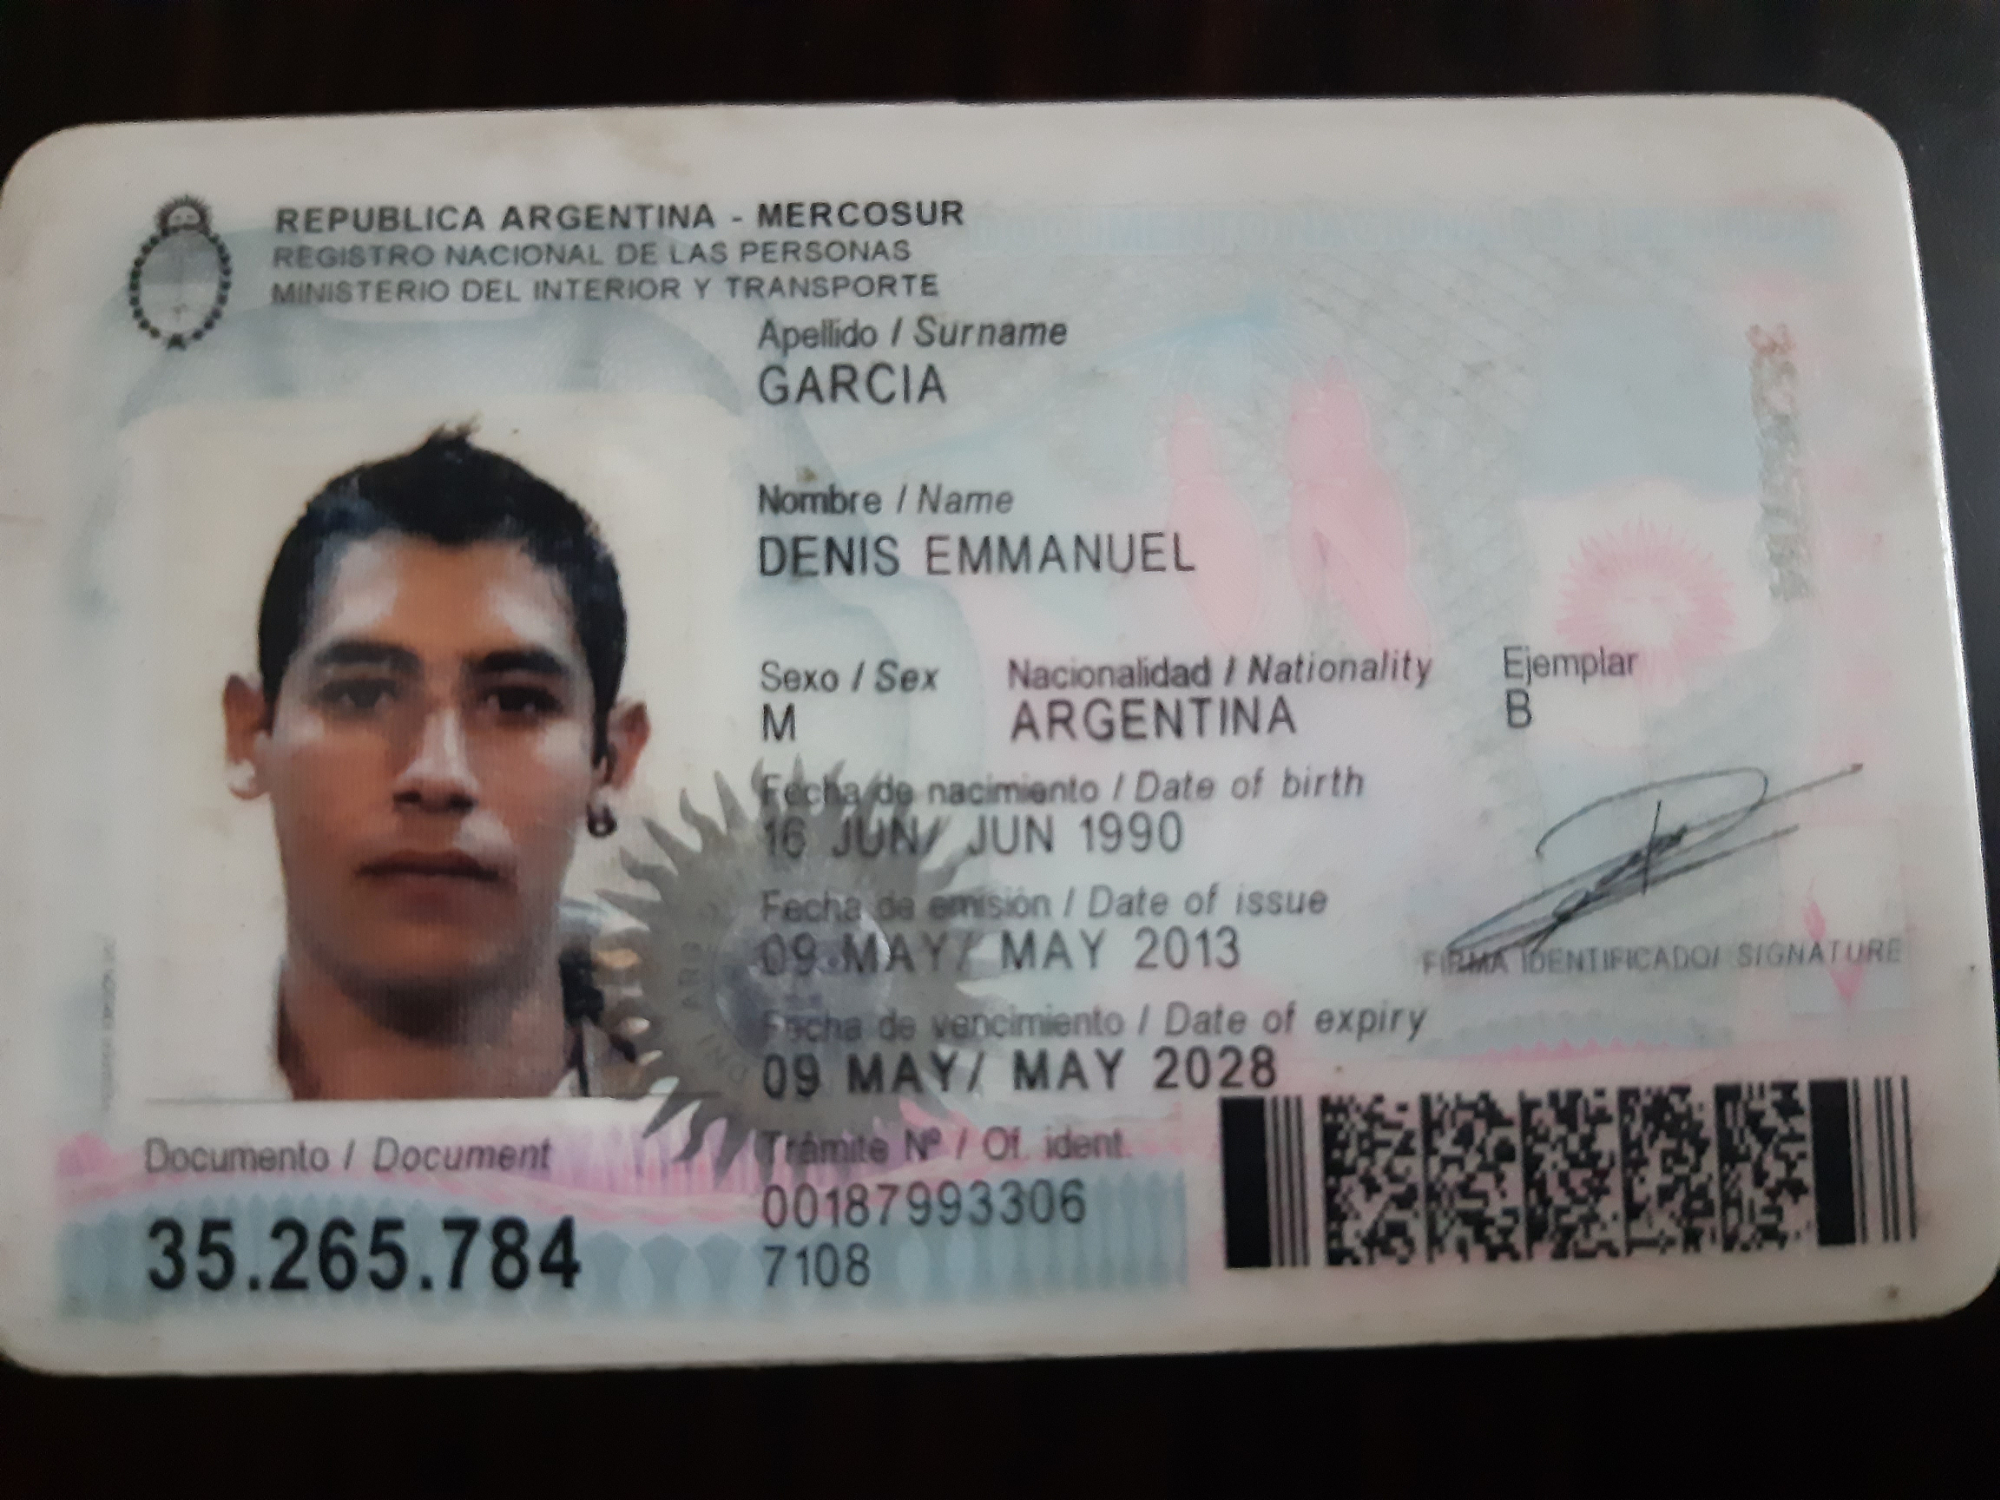 REPUBLICA ARGENTINA - MERCOSUR
REGISTRO NACIONAL DE LAS PERSONAS
MINISTERIO DEL INTERIOR Y TRANSPORTE
Apellido / Surname
GARCIA
Nombre / Name
DENIS EMMANUEL
Sexo / Sex Nacionalidad / Nationality Ejemplar
M ARGENTINA B
Fecha de nacimiento / Date of birth
16 JUN/ JUN 1990
Fecha de emisión / Date of issue
09 MAY/ MAY 2013
FIRMA IDENTIFICADO/ SIGNATURE
Fecha de vencimiento / Date of expiry
09 MAY/ MAY 2028
Documento / Document
35.265.784
Trámite Nº / Of. ident.
00187993306
7108